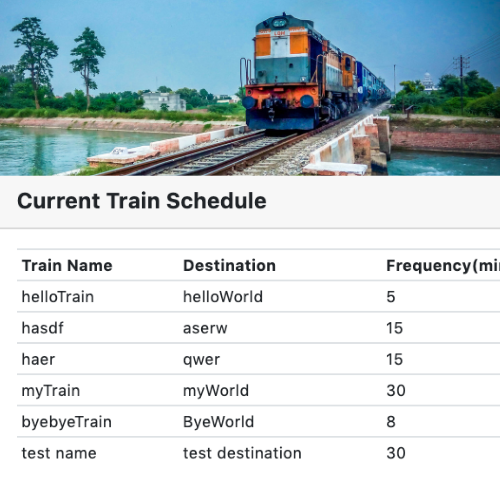 Current Train Schedule
Train Name Destination Frequency(mi
helloTrain helloWorld 5
hasdf aserw 15
haer qwer 15
myTrain myWorld 30
byebyeTrain ByeWorld 8
test name test destination 30